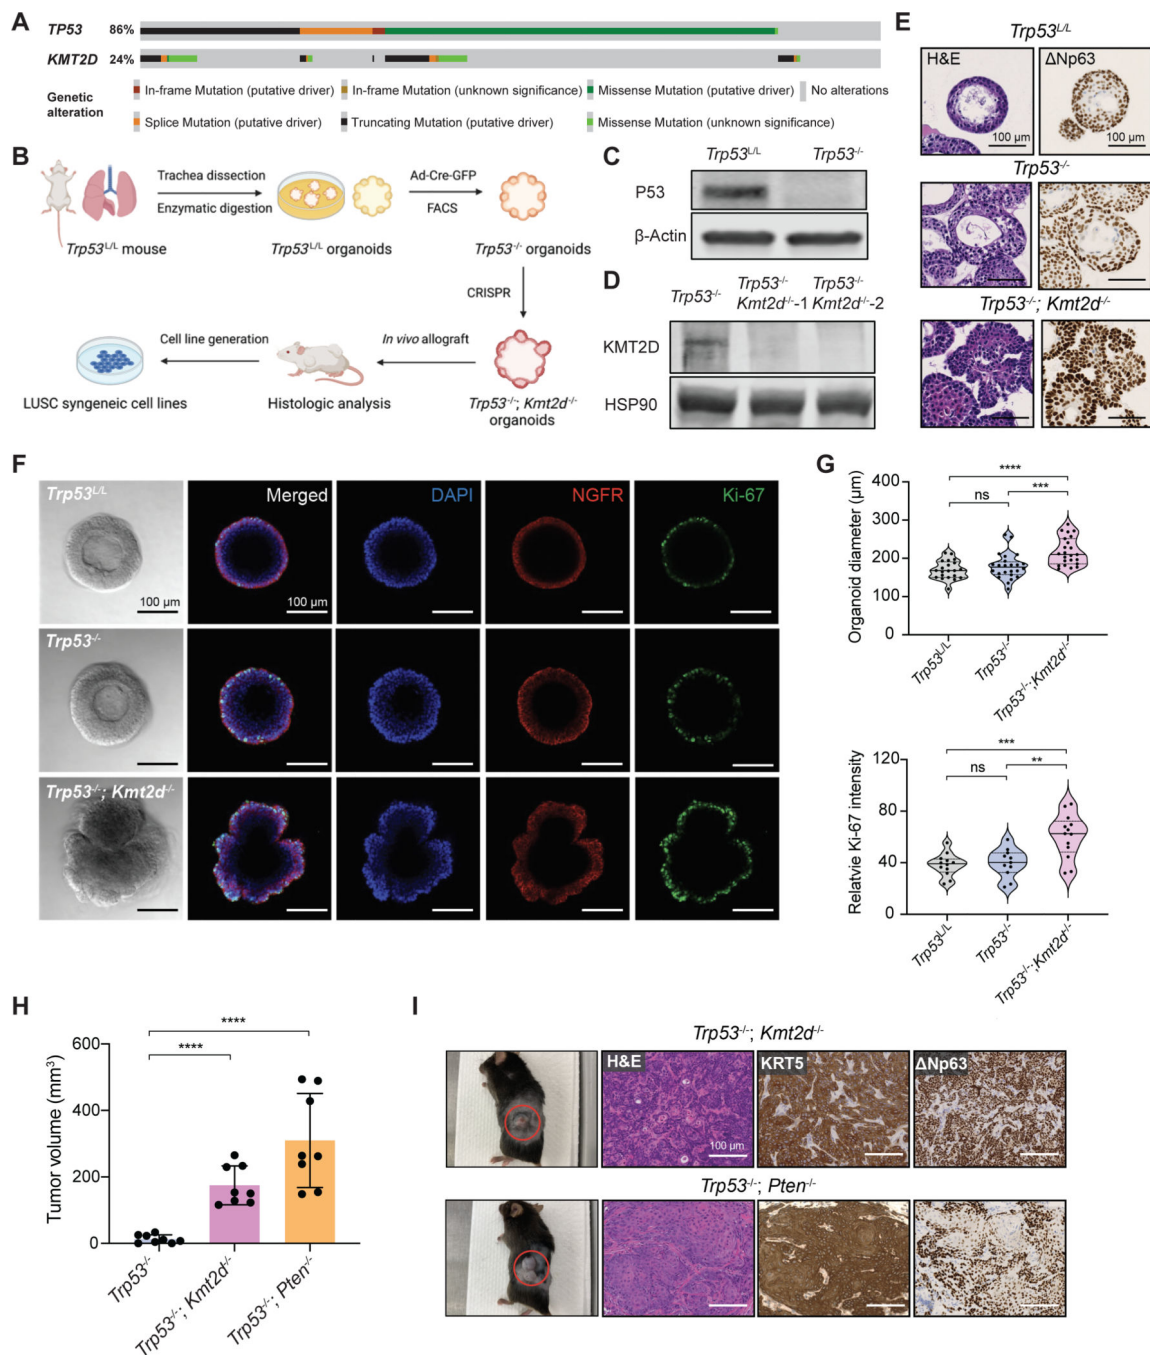 A
TP53 86%
KMT2D 24%
Genetic alteration
In-frame Mutation (putative driver) In-frame Mutation (unknown significance) Missense Mutation (putative driver) No alterations
Splice Mutation (putative driver) Truncating Mutation (putative driver) Missense Mutation (unknown significance)
B
Trachea dissection
Enzymatic digestion
Ad-Cre-GFP
FACS
Trp53L/L mouse
Trp53L/L organoids
Trp53-/- organoids
CRISPR
Cell line generation
In vivo allograft
LUSC syngeneic cell lines
Histologic analysis
Trp53-/-; Kmt2d-/-
organoids
C
Trp53L/L Trp53-/-
P53
β-Actin
D
Trp53-/-
Trp53-/- Kmt2d-/--1
Trp53-/- Kmt2d-/--2
KMT2D
HSP90
E
Trp53L/L
H&E ΔNp63
100 µm 100 µm
Trp53-/-
Trp53-/-; Kmt2d-/-
F
Trp53L/L Merged DAPI NGFR Ki-67
100 µm 100 µm
Trp53-/-
Trp53-/-; Kmt2d-/-
G
Organoid diameter (µm)
400
300
200
100
0
****
ns ***
Trp53L/L
Trp53-/-
Trp53-/-;Kmt2d-/-
Relatvie Ki-67 intensity
120
80
40
0
***
ns **
Trp53L/L
Trp53-/-
Trp53-/-;Kmt2d-/-
H
Tumor volume (mm3)
600
400
200
0
****
****
Trp53-/-
Trp53-/-; Kmt2d-/-
Trp53-/-; Pten-/-
I
Trp53-/-; Kmt2d-/-
H&E KRT5 ΔNp63
100 µm
Trp53-/-; Pten-/-